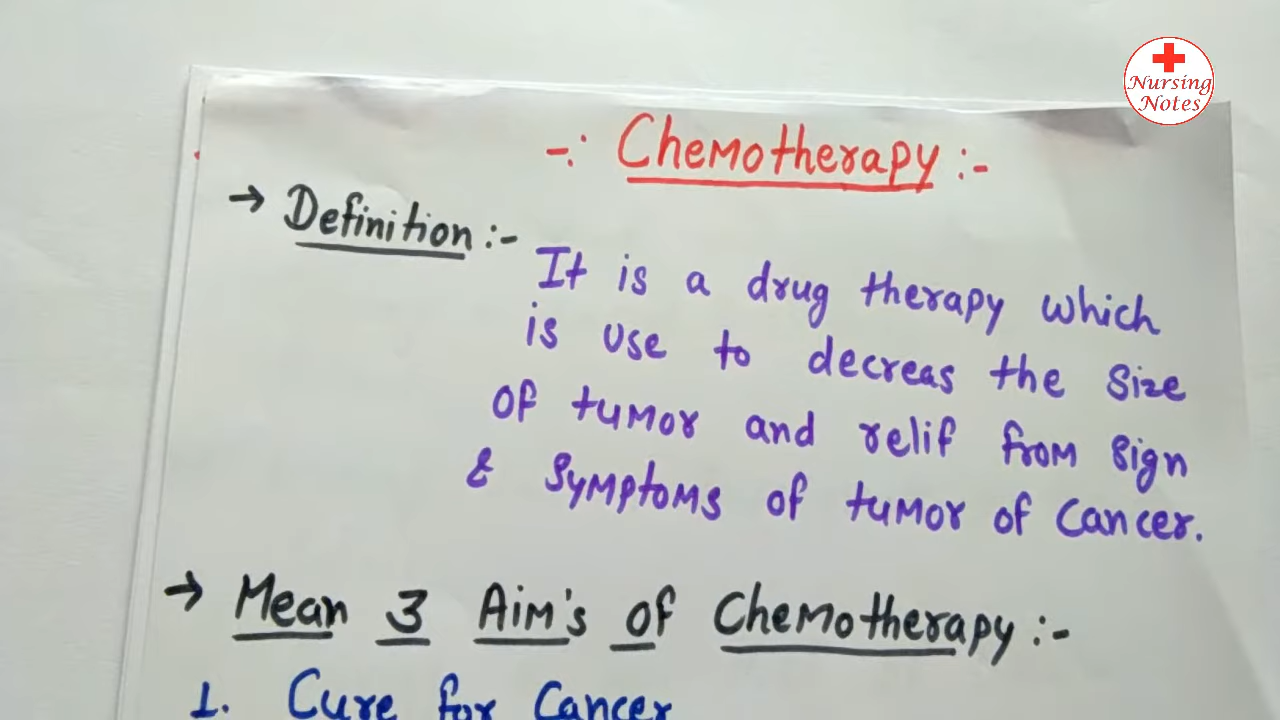 Nursing
Notes
-: Chemotherapy :-
→ Definition :-
It is a drug therapy which
is use to decreas the size
of tumor and relif from sign
& symptoms of tumor of cancer.
→ Mean 3 Aim's of Chemotherapy :-
1. Cure for Cancer